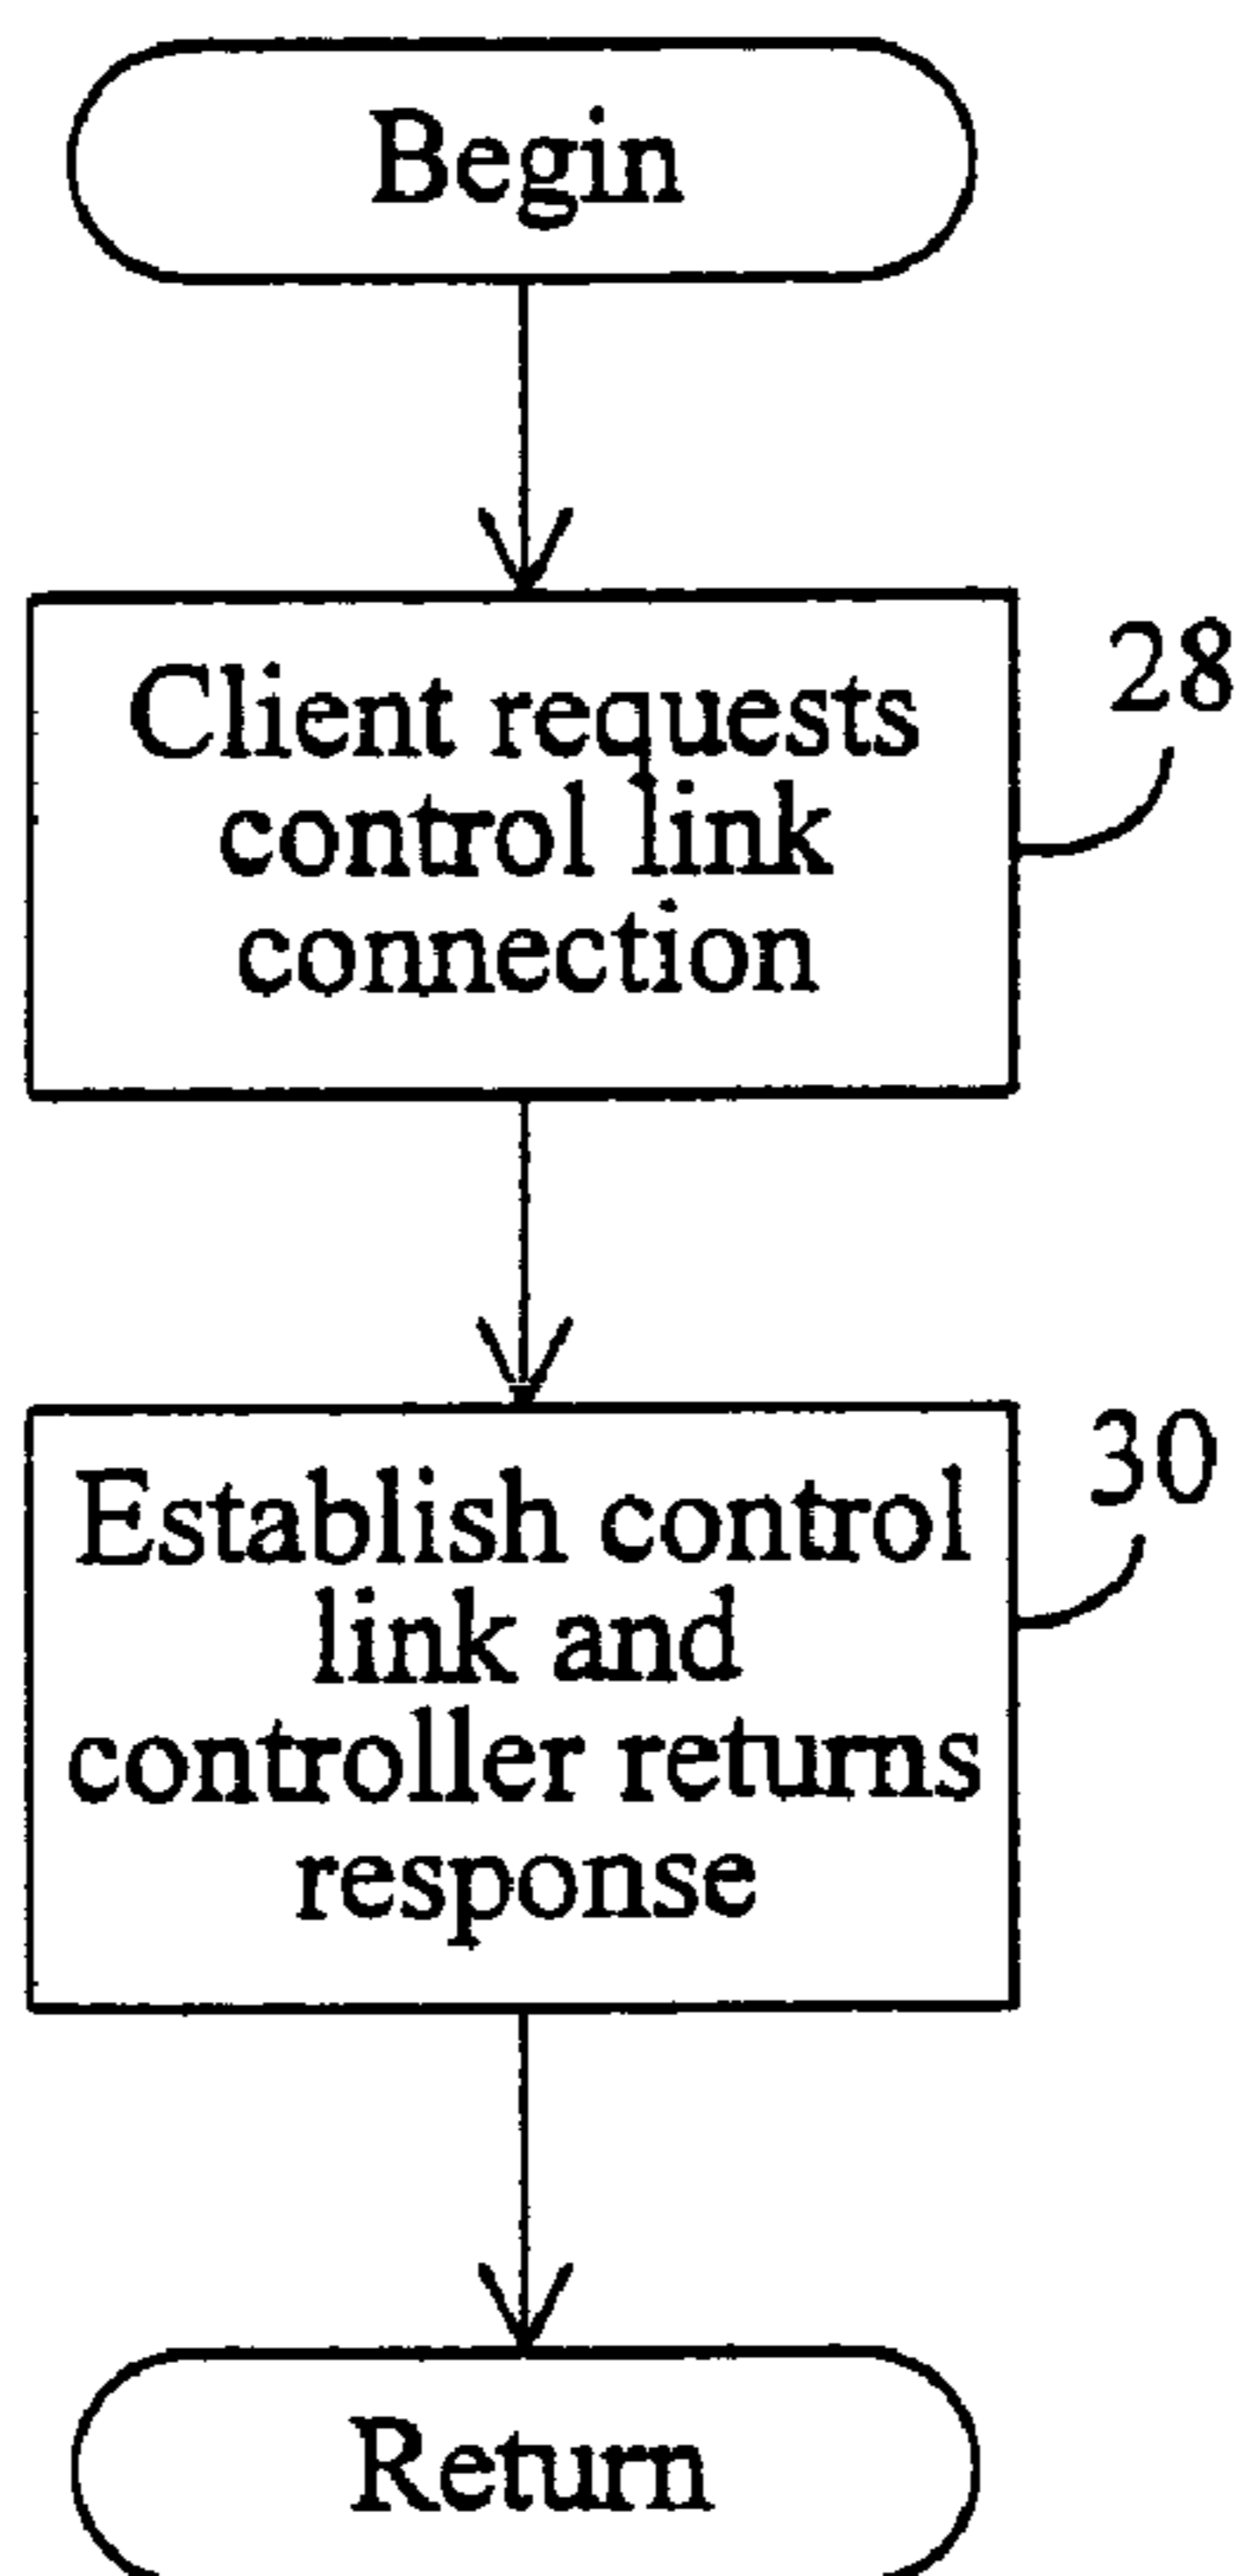 Begin
Client requests
control link
connection
28
Establish control
link and
controller returns
response
30
Return